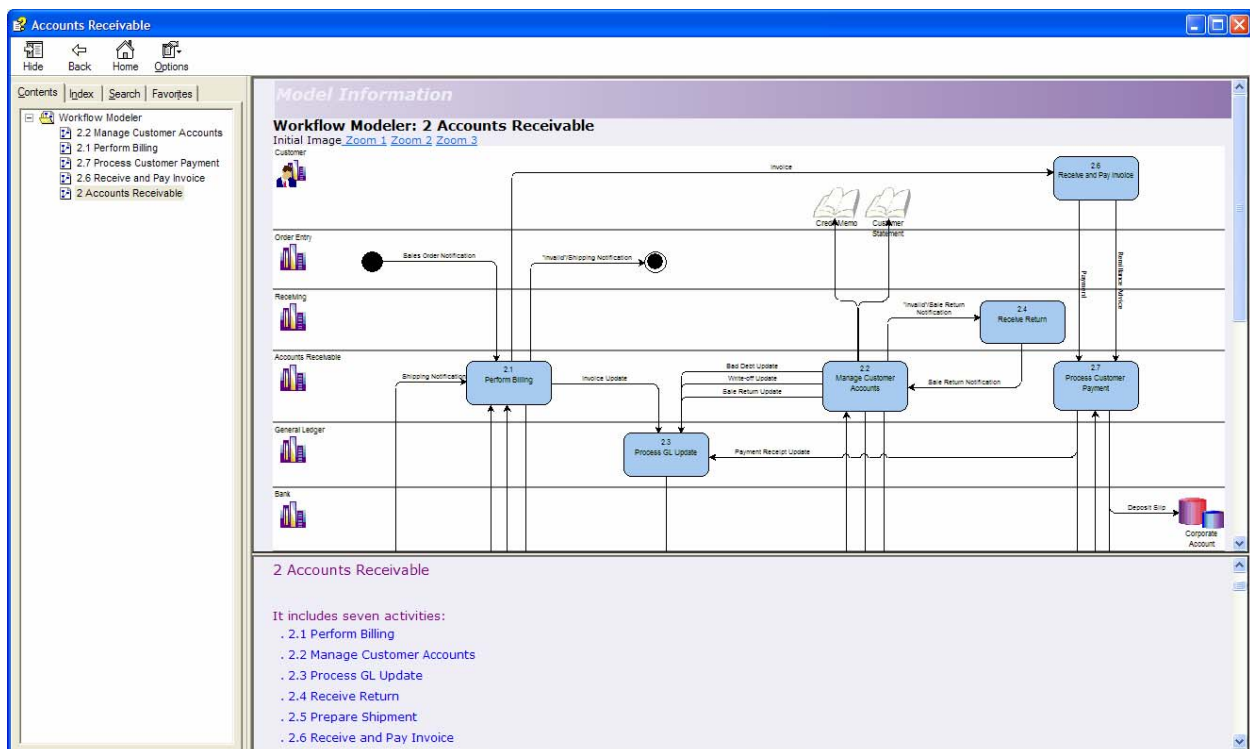 Accounts Receivable
Hide Back Home Options
Contents Index Search Favorites
Workflow Modeler
2.2 Manage Customer Accounts
2.1 Perform Billing
2.7 Process Customer Payment
2.6 Receive and Pay Invoice
2 Accounts Receivable
Model Information
Workflow Modeler: 2 Accounts Receivable
Initial Image Zoom 1 Zoom 2 Zoom 3
Customer
Invoice
2.6
Receive and Pay Invoice
Credit Memo
Customer
Statement
Order Entry
Sales Order Notification
"Invalid"/Shipping Notification
Payment
Remittance Advice
Receiving
"Invalid"/Sale Return
Notification
2.4
Receive Return
Accounts Receivable
Shipping Notification
2.1
Perform Billing
Invoice Update
Bad Debt Update
Write-off Update
Sale Return Update
2.2
Manage Customer
Accounts
Sale Return Notification
2.7
Process Customer
Payment
General Ledger
2.3
Process GL Update
Payment Receipt Update
Bank
Deposit Slip
Corporate
Account
2 Accounts Receivable
It includes seven activities:
. 2.1 Perform Billing
. 2.2 Manage Customer Accounts
. 2.3 Process GL Update
. 2.4 Receive Return
. 2.5 Prepare Shipment
. 2.6 Receive and Pay Invoice